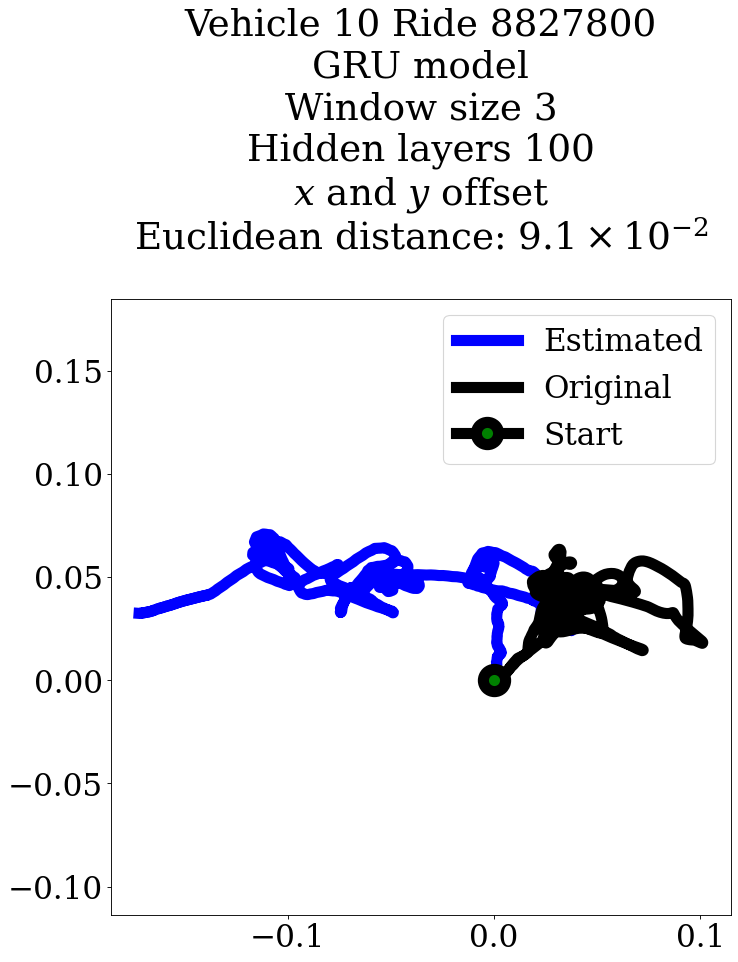 Vehicle 10 Ride 8827800
GRU model
Window size 3
Hidden layers 100
x and y offset
Euclidean distance: 9.1 × 10⁻²
Estimated
Original
Start
0.15
0.10
0.05
0.00
−0.05
−0.10
−0.1
0.0
0.1